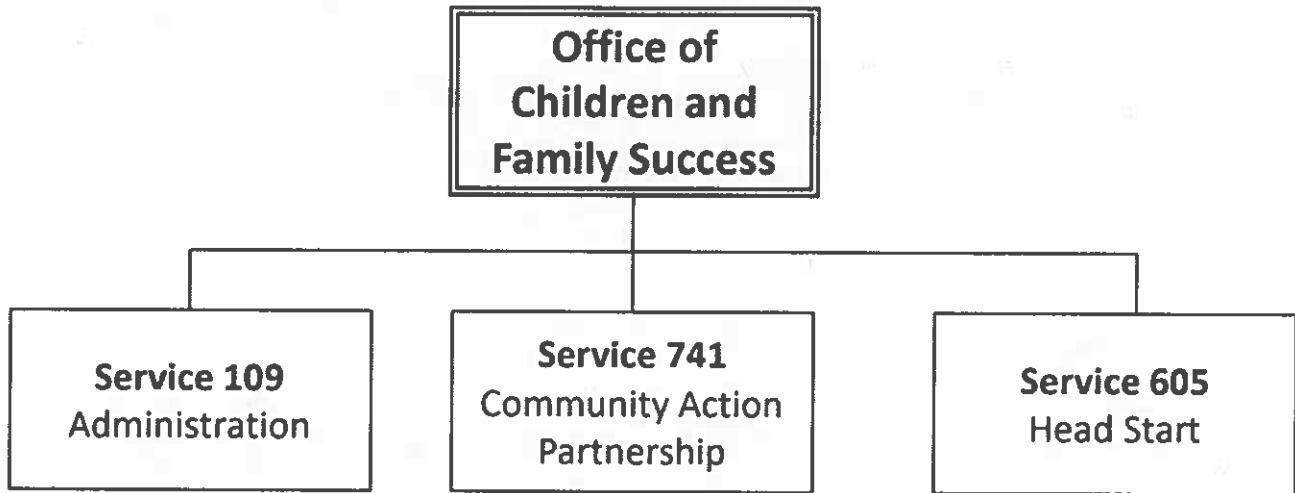 Office of
Children and
Family Success
Service 109
Administration
Service 741
Community Action
Partnership
Service 605
Head Start